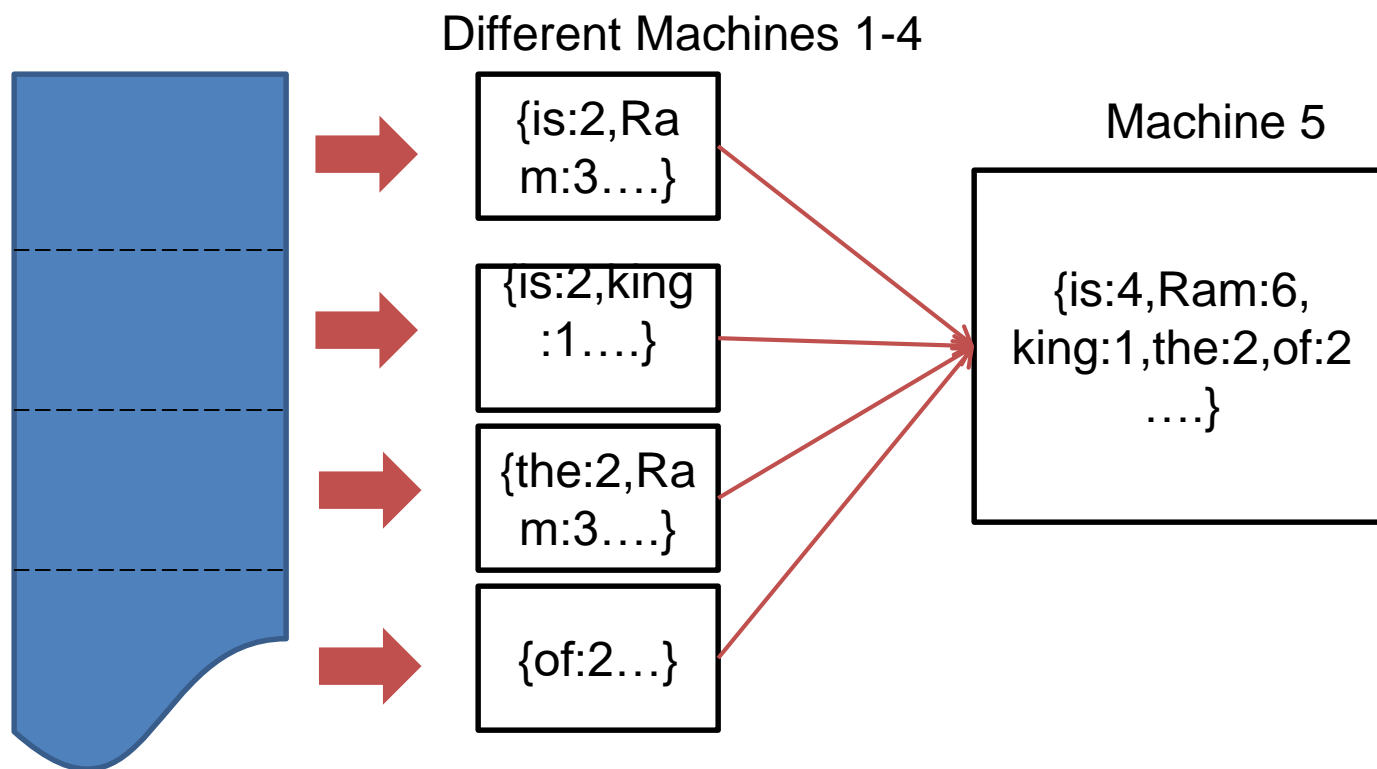 Different Machines 1-4
{is:2,Ra
m:3….}
Machine 5
{is:2,king
:1….}
{is:4,Ram:6,
king:1,the:2,of:2
….}
{the:2,Ra
m:3….}
{of:2…}